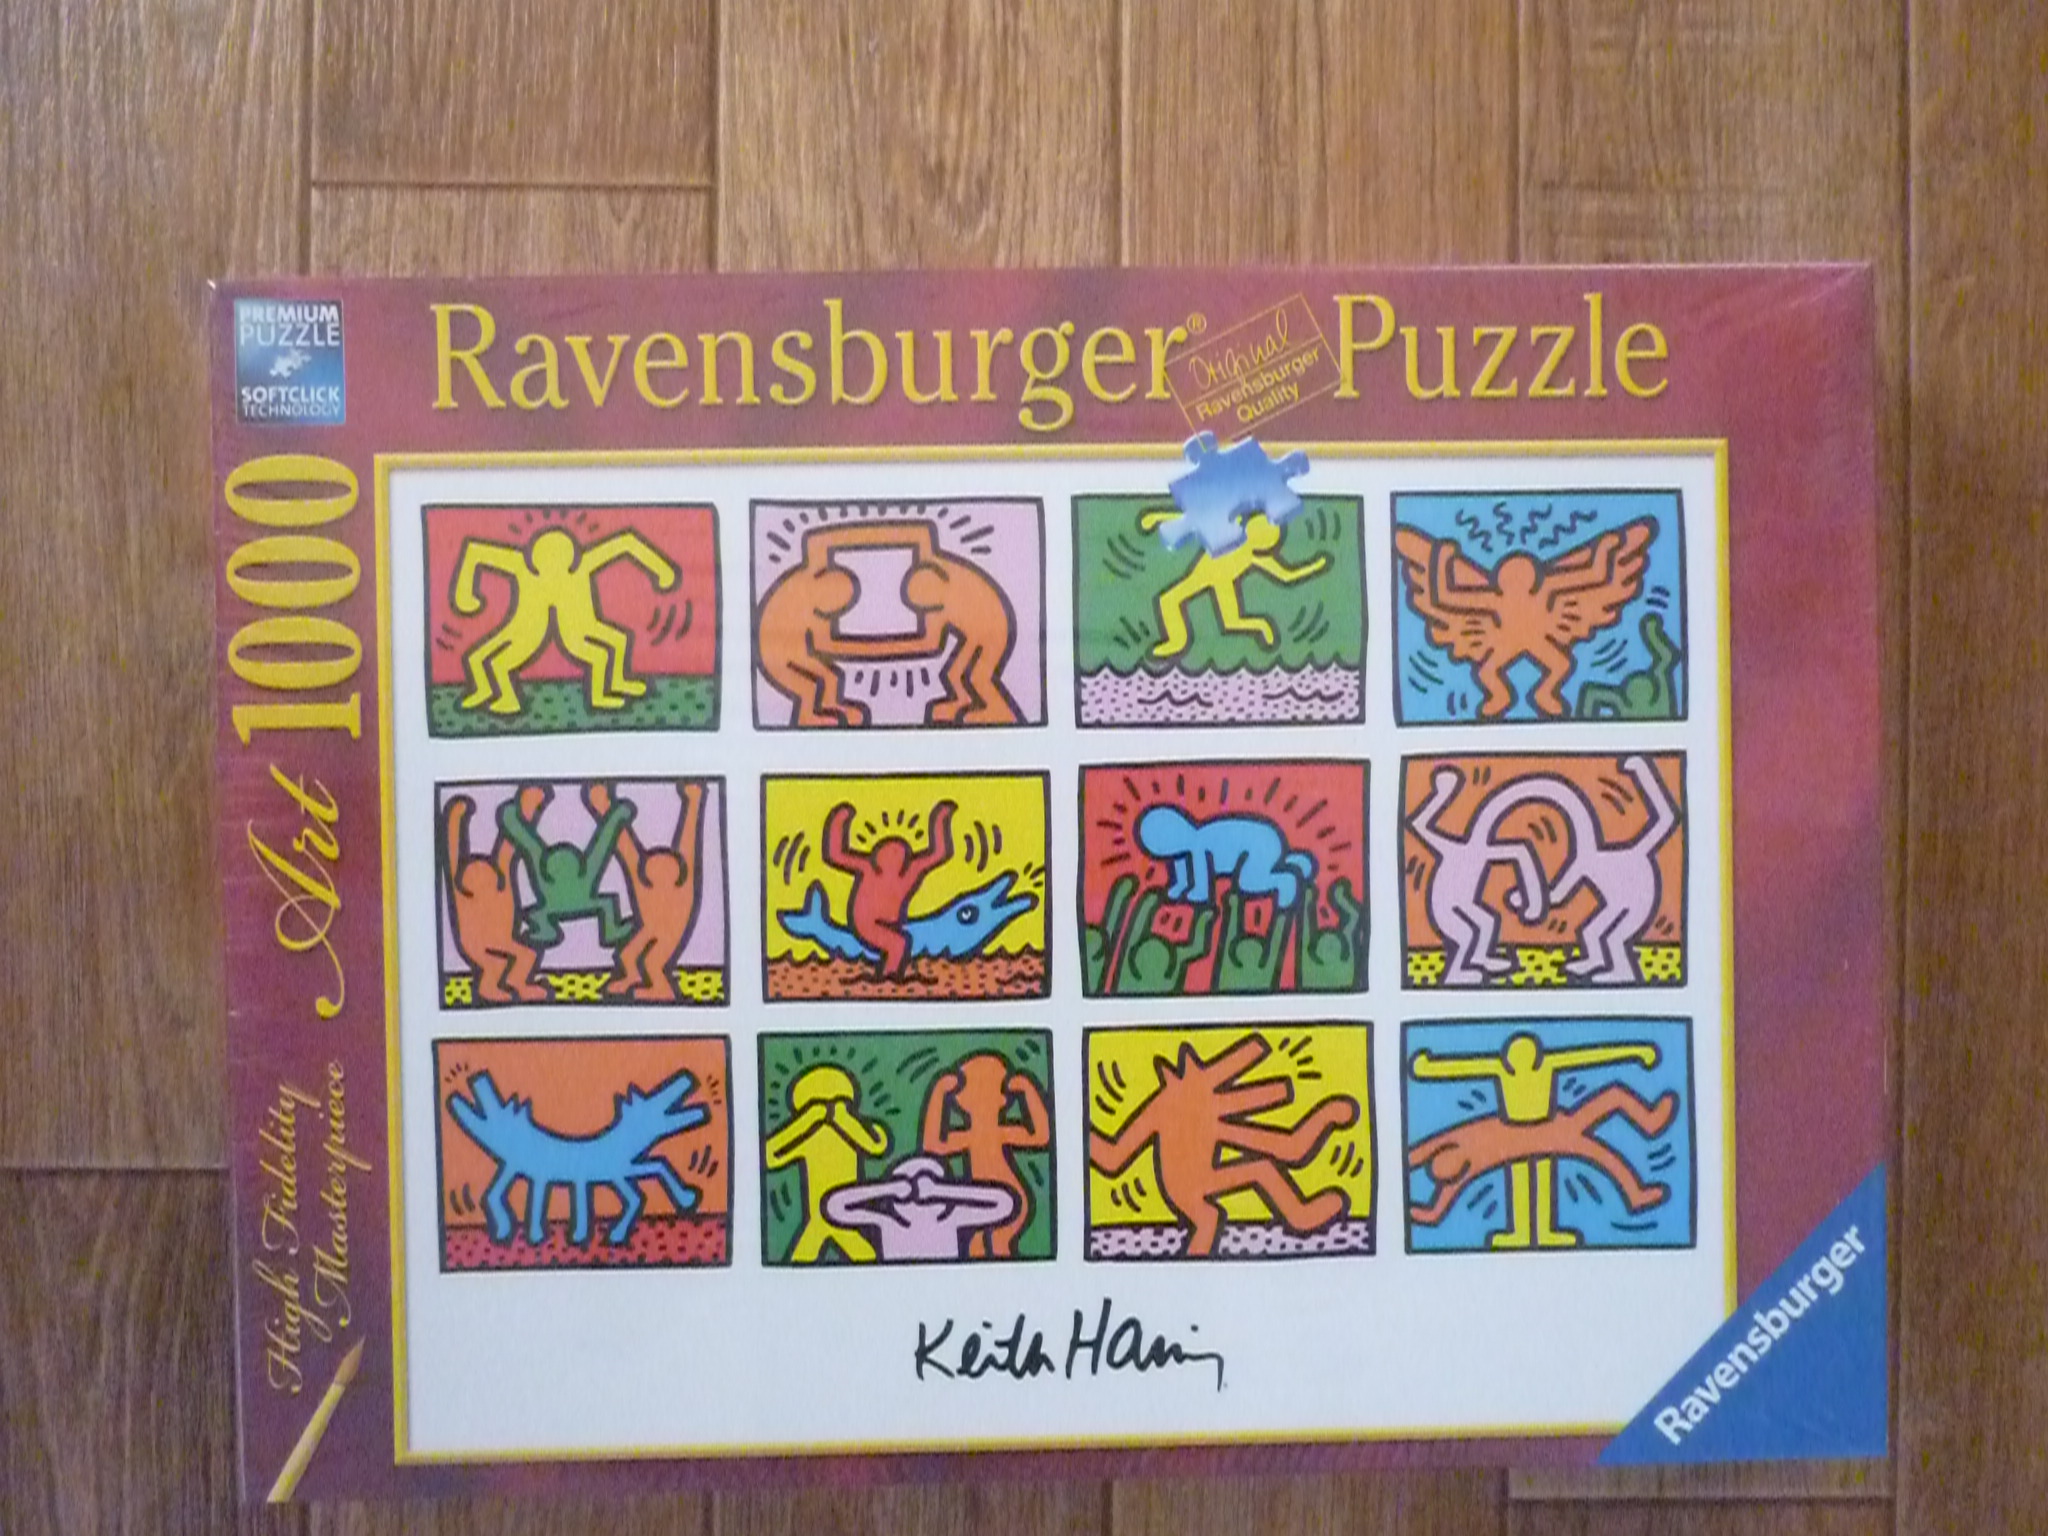 PREMIUM
PUZZLE
SOFTCLICK
TECHNOLOGY
Ravensburger® Puzzle
Original
Ravensburger
Quality
1000
Art
High Fidelity
Masterpiece
Keith Haring
Ravensburger